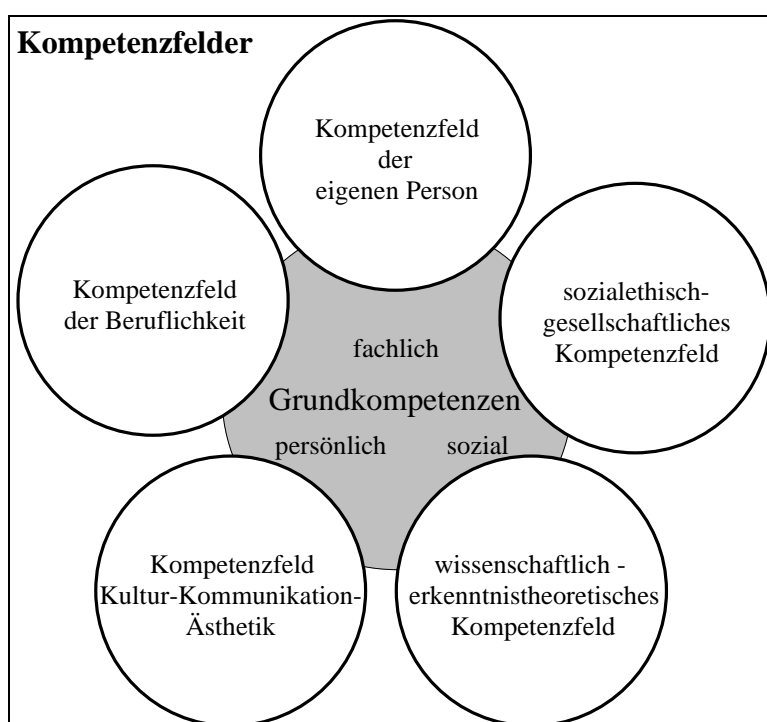 Kompetenzfelder
Kompetenzfeld
der
eigenen Person
Kompetenzfeld
der Beruflichkeit
sozialethisch-
gesellschaftliches
Kompetenzfeld
fachlich
Grundkompetenzen
persönlich sozial
Kompetenzfeld
Kultur-Kommunikation-
Ästhetik
wissenschaftlich -
erkenntnistheoretisches
Kompetenzfeld